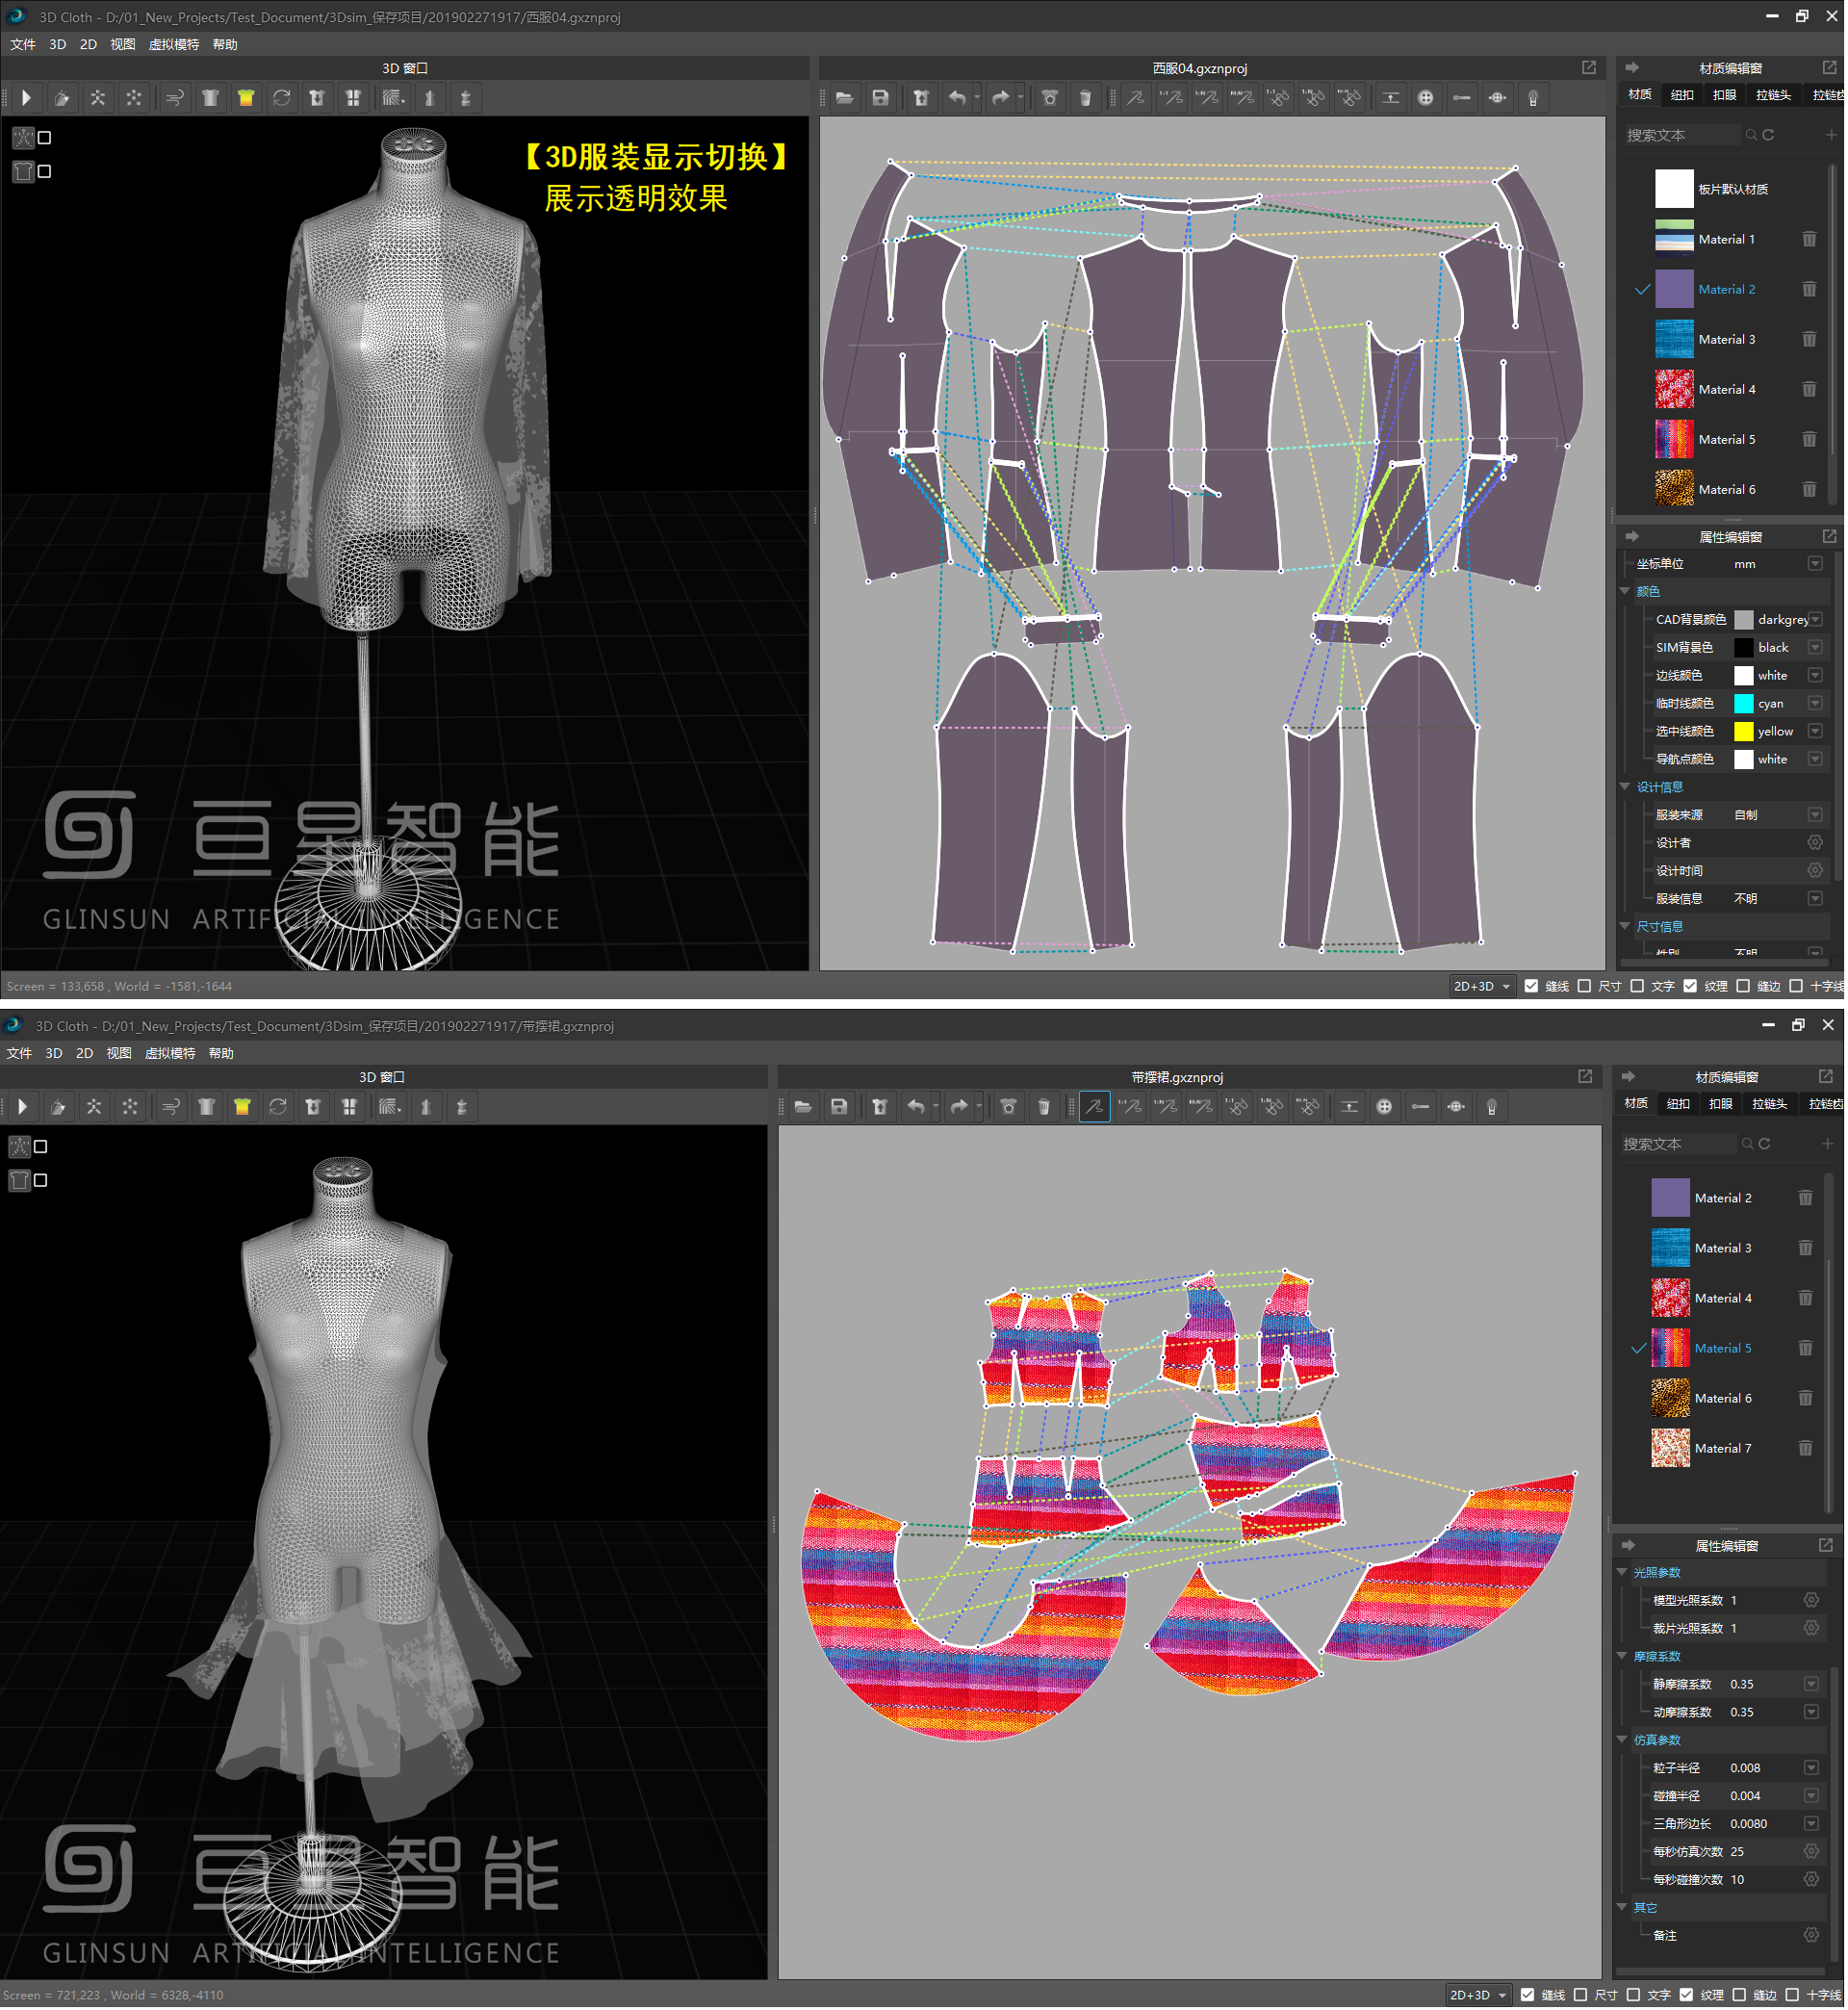 3D Cloth - D:/01_New_Projects/Test_Document/3Dsim_保存项目/201902271917/西服04.gxznproj
文件 3D 2D 视图 虚拟模特 帮助
3D 窗口
【3D服装显示切换】
展示透明效果
GLINSUN ARTIFICIAL INTELLIGENCE
西服04.gxznproj
材质编辑窗
材质 纽扣 扣眼 拉链头 拉链齿
搜索文本
板片默认材质
Material 1
Material 2
Material 3
Material 4
Material 5
Material 6
属性编辑窗
坐标单位 mm
颜色
CAD背景颜色 darkgrey
SIM背景色 black
边线颜色 white
临时线颜色 cyan
选中线颜色 yellow
导航点颜色 white
设计信息
服装来源 自制
设计者
设计时间
服装信息 不明
尺寸信息
性别 不明
Screen = 133,658 , World = -1581,-1644
2D+3D 缝线 尺寸 文字 纹理 缝边 十字线
3D Cloth - D:/01_New_Projects/Test_Document/3Dsim_保存项目/201902271917/带摆裙.gxznproj
文件 3D 2D 视图 虚拟模特 帮助
3D 窗口
GLINSUN ARTIFICIAL INTELLIGENCE
带摆裙.gxznproj
材质编辑窗
材质 纽扣 扣眼 拉链头 拉链齿
搜索文本
Material 2
Material 3
Material 4
Material 5
Material 6
Material 7
属性编辑窗
光照参数
模型光照系数 1
裁片光照系数 1
摩擦系数
静摩擦系数 0.35
动摩擦系数 0.35
仿真参数
粒子半径 0.008
碰撞半径 0.004
三角形边长 0.0080
每秒仿真次数 25
每秒碰撞次数 10
其它
备注
Screen = 721,223 , World = 6328,-4110
2D+3D 缝线 尺寸 文字 纹理 缝边 十字线